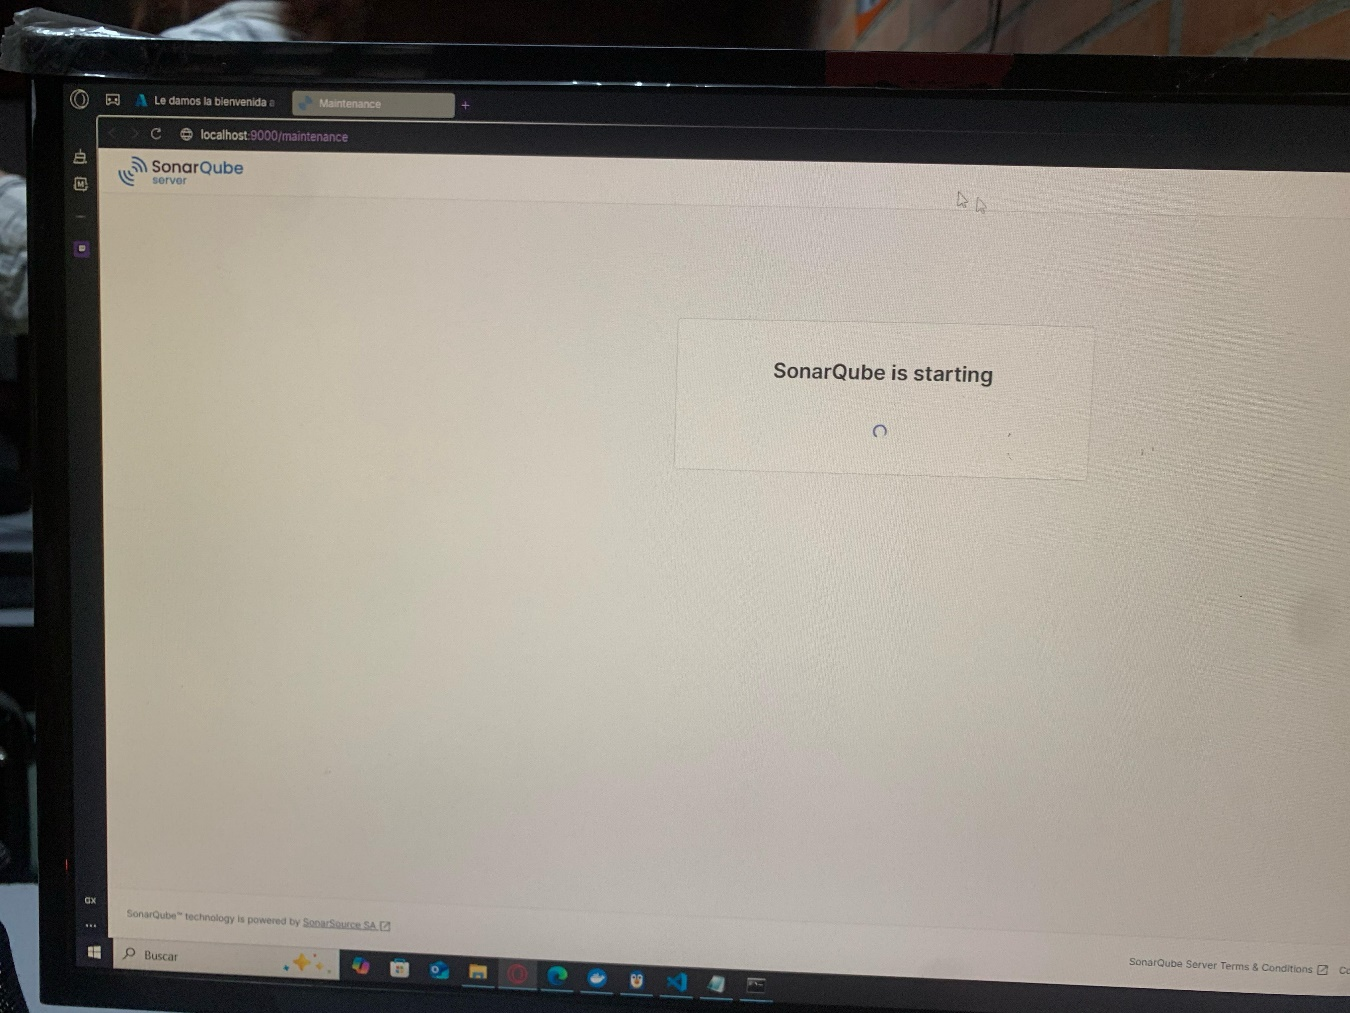 Le damos la bienvenida a
Maintenance
localhost:9000/maintenance
SonarQube
server
SonarQube is starting
GX
SonarQube™ technology is powered by SonarSource SA
SonarQube Server Terms & Conditions
Buscar